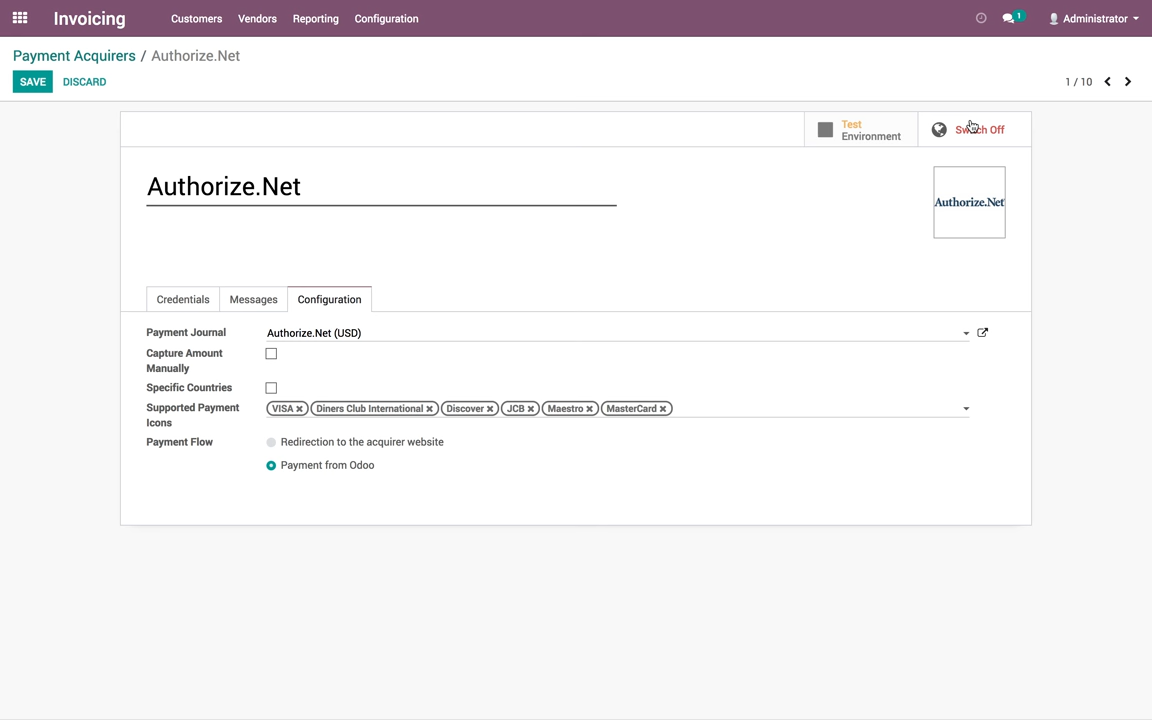 Invoicing
Customers
Vendors
Reporting
Configuration
1
Administrator
Payment Acquirers / Authorize.Net
SAVE
DISCARD
1 / 10
Test
Environment
Switch Off
Authorize.Net
Authorize.Net
Credentials
Messages
Configuration
Payment Journal
Authorize.Net (USD)
Capture Amount
Manually
Specific Countries
Supported Payment
Icons
VISA × Diners Club International × Discover × JCB × Maestro × MasterCard ×
Payment Flow
Redirection to the acquirer website
Payment from Odoo